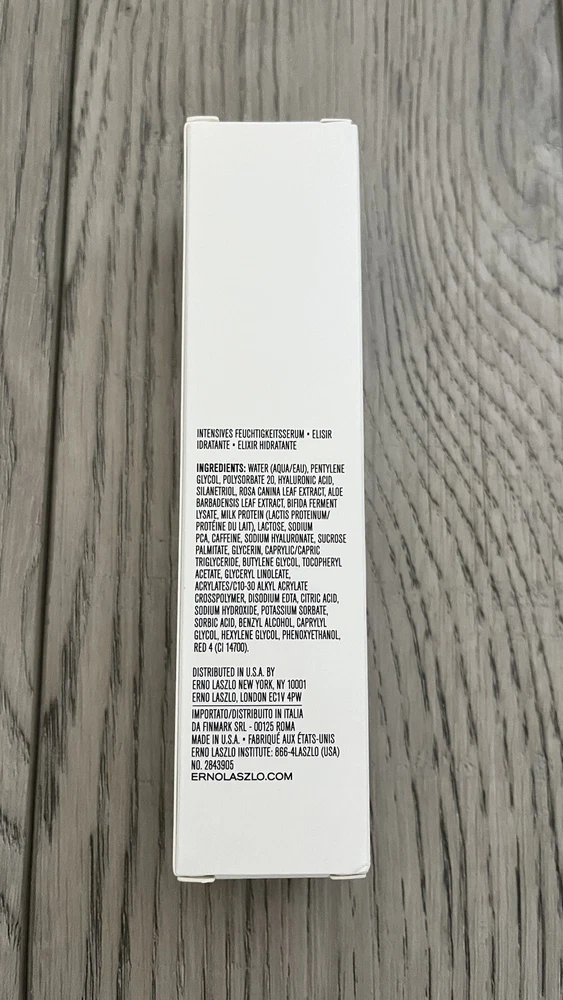 INTENSIVES FEUCHTIGKEITSSERUM • ELISIR
IDRATANTE • ELIXIR HIDRATANTE
INGREDIENTS: WATER (AQUA/EAU), PENTYLENE
GLYCOL, POLYSORBATE 20, HYALURONIC ACID,
SILANETRIOL, ROSA CANINA LEAF EXTRACT, ALOE
BARBADENSIS LEAF EXTRACT, BIFIDA FERMENT
LYSATE, MILK PROTEIN (LACTIS PROTEINUM/
PROTÉINE DU LAIT), LACTOSE, SODIUM
PCA, CAFFEINE, SODIUM HYALURONATE, SUCROSE
PALMITATE, GLYCERIN, CAPRYLIC/CAPRIC
TRIGLYCERIDE, BUTYLENE GLYCOL, TOCOPHERYL
ACETATE, GLYCERYL LINOLEATE,
ACRYLATES/C10-30 ALKYL ACRYLATE
CROSSPOLYMER, DISODIUM EDTA, CITRIC ACID,
SODIUM HYDROXIDE, POTASSIUM SORBATE,
SORBIC ACID, BENZYL ALCOHOL, CAPRYLYL
GLYCOL, HEXYLENE GLYCOL, PHENOXYETHANOL,
RED 4 (CI 14700).
DISTRIBUTED IN U.S.A. BY
ERNO LASZLO NEW YORK, NY 10001
ERNO LASZLO, LONDON EC1V 4PW
IMPORTATO/DISTRIBUITO IN ITALIA
DA FINMARK SRL - 00125 ROMA
MADE IN U.S.A. • FABRIQUÉ AUX ÉTATS-UNIS
ERNO LASZLO INSTITUTE: 866-4LASZLO (USA)
NO. 2843905
ERNOLASZLO.COM